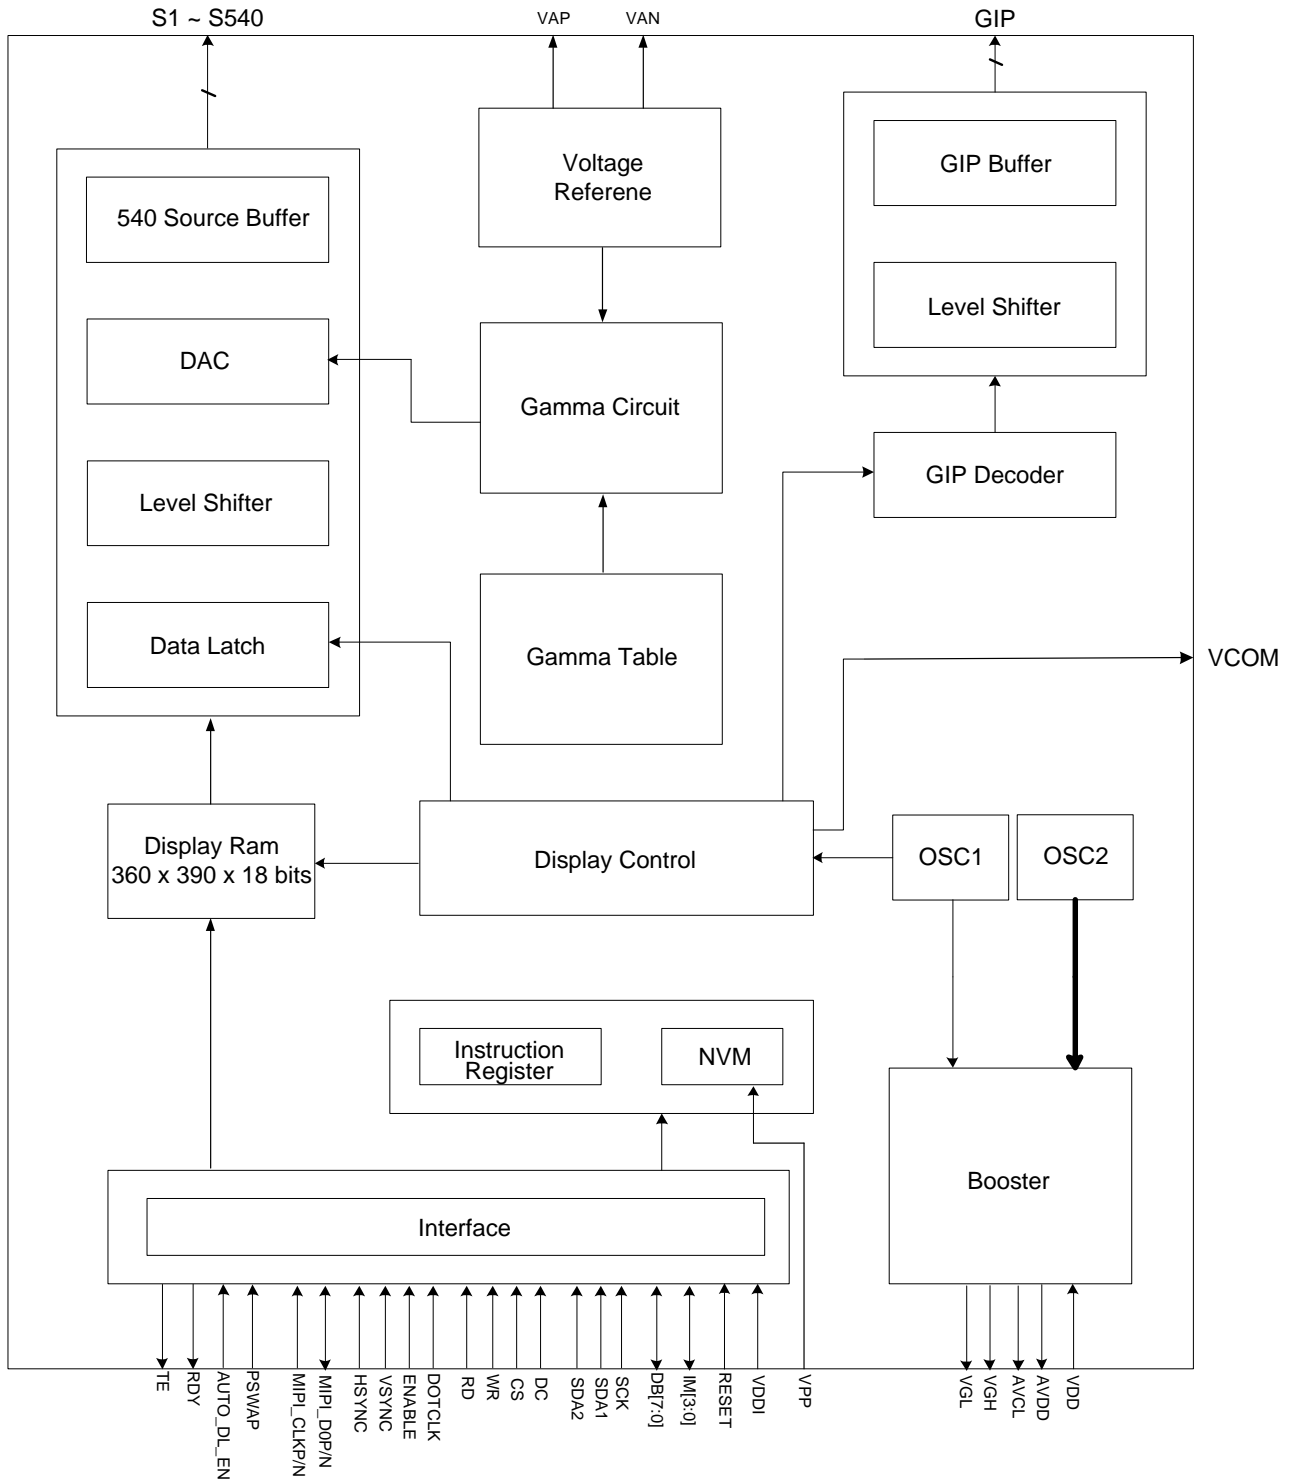 S1 ~ S540
VAP
VAN
GIP
Voltage
Referene
GIP Buffer
540 Source Buffer
Level Shifter
DAC
Gamma Circuit
GIP Decoder
Level Shifter
Data Latch
Gamma Table
VCOM
Display Ram
360 x 390 x 18 bits
Display Control
OSC1
OSC2
Instruction
Register
NVM
Booster
Interface
TE
RDY
AUTO_DL_EN
PSWAP
MIPI_CLKP/N
MIPI_D0P/N
HSYNC
VSYNC
ENABLE
DOTCLK
RD
WR
CS
DC
SDA2
SDA1
SCK
DB[7:0]
IM[3:0]
RESET
VDDI
VPP
VGL
VGH
AVCL
AVDD
VDD